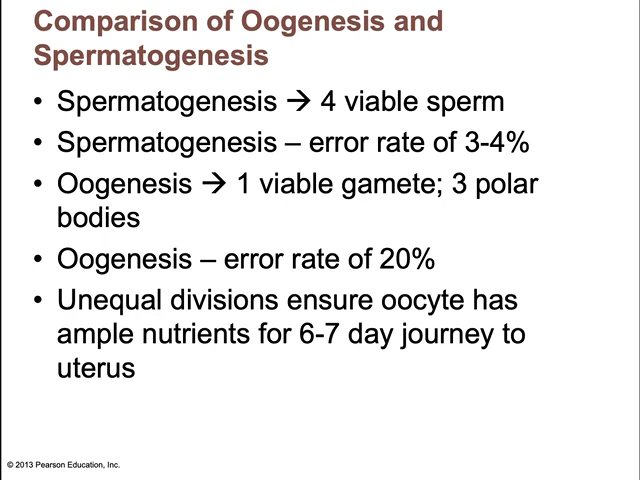 Comparison of Oogenesis and
Spermatogenesis
• Spermatogenesis → 4 viable sperm
• Spermatogenesis – error rate of 3-4%
• Oogenesis → 1 viable gamete; 3 polar
bodies
• Oogenesis – error rate of 20%
• Unequal divisions ensure oocyte has
ample nutrients for 6-7 day journey to
uterus
© 2013 Pearson Education, Inc.